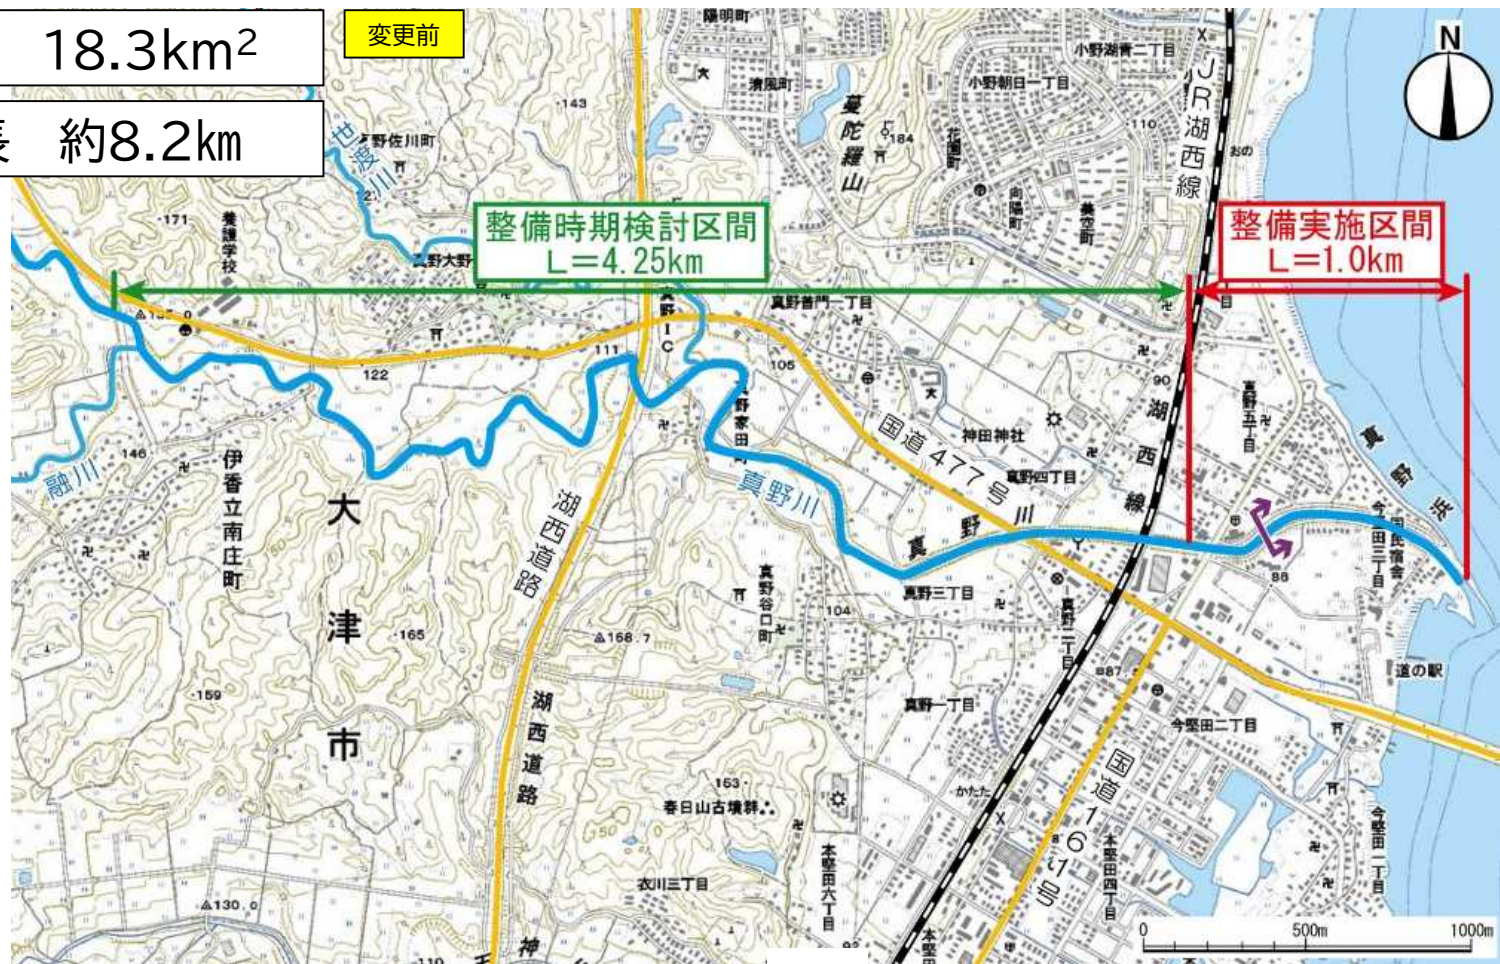 18.3km²
長 約8.2km
変更前
N
陽明町
清風町
小野湖青二丁目
小野朝日一丁目
JR湖西線
おの
143
110
184
曼陀羅山
花園町
向陽町
美空町
世渡川
野佐川町
171
養護学校
真野大野
整備時期検討区間
L=4.25km
整備実施区間
L=1.0km
真野普門一丁目
真野IC
111
122
105
90
146
融川
伊香立南庄町
真野家田町
国道477号
神田神社
真野四丁目
湖西線
真野五丁目
真野浜
真野川
真野川
国民宿舎
今堅田三丁目
88
大津市
湖西道路
真野谷口町
真野三丁目
真野二丁目
104
165
168.7
159
87
道の駅
湖西道路
真野一丁目
今堅田二丁目
153
春日山古墳群
かたた
国道161号
本堅田六丁目
本堅田四丁目
今堅田一丁目
衣川三丁目
130.0
150
0 500m 1000m